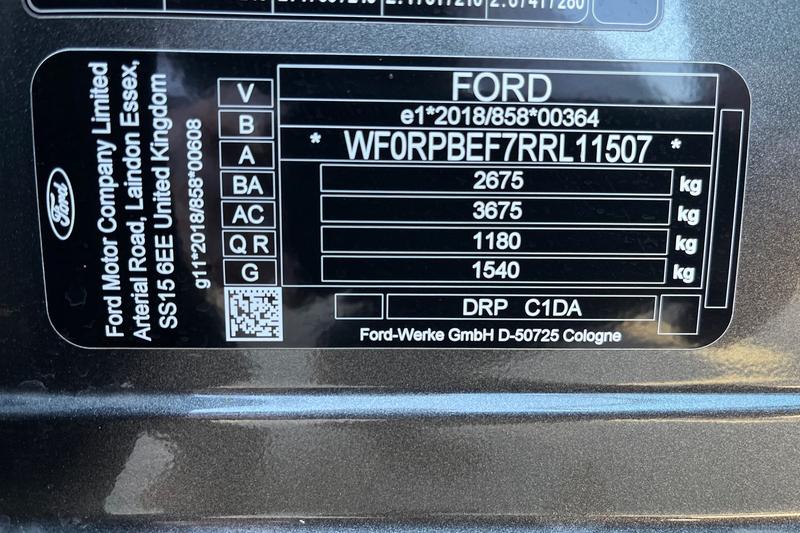 FORD
e1*2018/858*00364
* WF0RPBEF7RRL11507 *
2675 kg
3675 kg
1180 kg
1540 kg
DRP C1DA
Ford-Werke GmbH D-50725 Cologne
V
B
A
BA
AC
Q R
G
g11*2018/858*00608
Ford Motor Company Limited
Arterial Road, Laindon Essex,
SS15 6EE United Kingdom
Ford